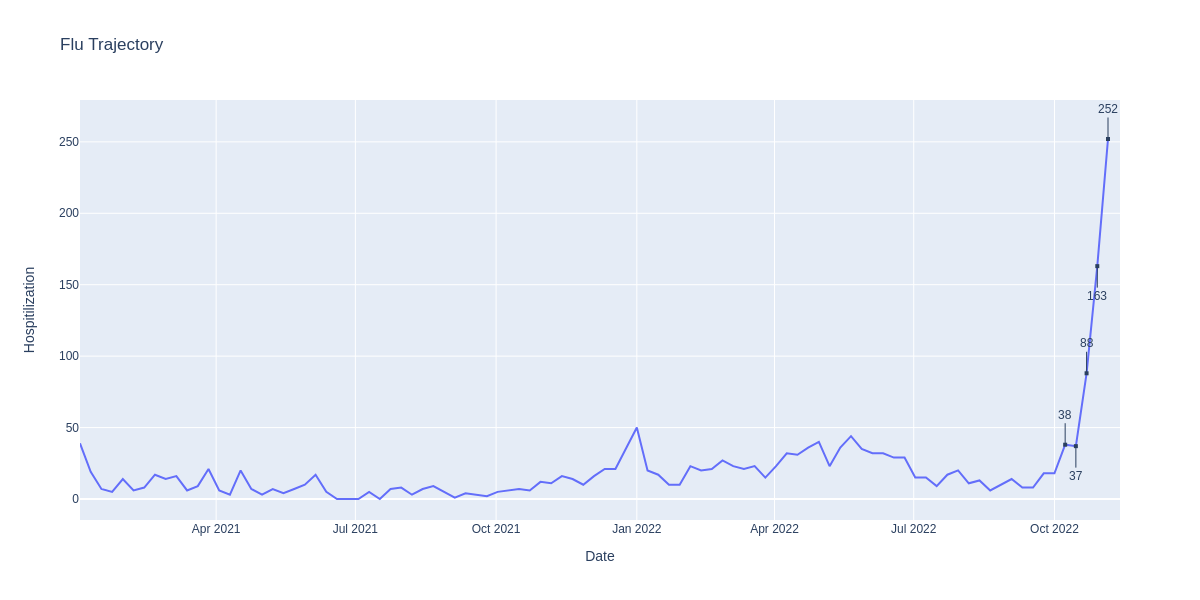 Flu Trajectory
252
250
200
150
163
100
88
50
38
37
0
Hospitilization
Apr 2021
Jul 2021
Oct 2021
Jan 2022
Apr 2022
Jul 2022
Oct 2022
Date